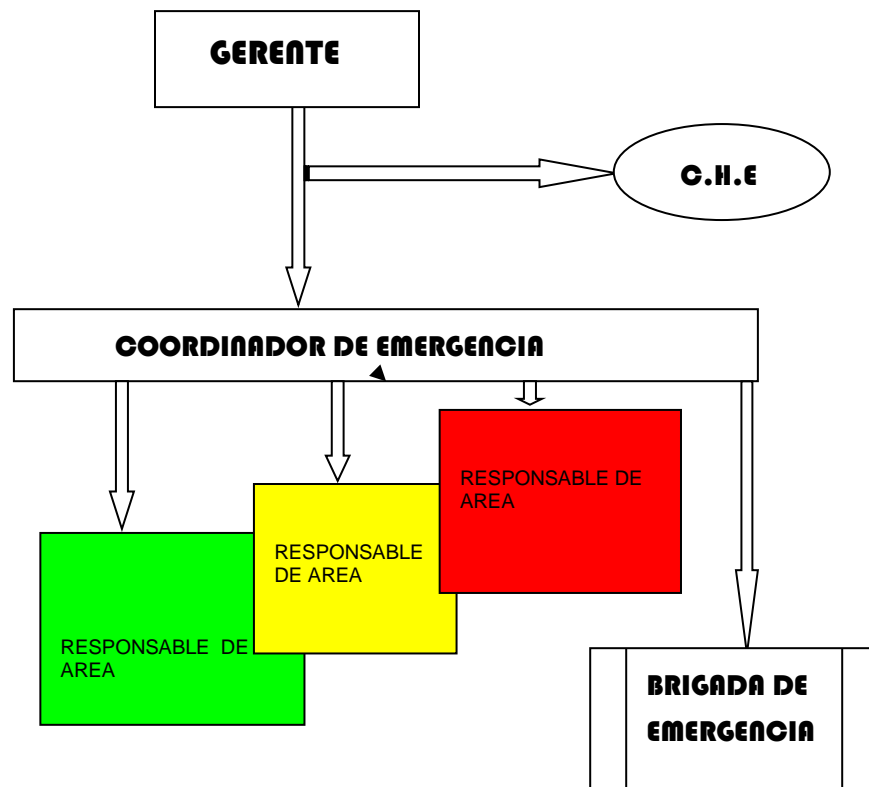 GERENTE
C.H.E
COORDINADOR DE EMERGENCIA
RESPONSABLE DE
AREA
RESPONSABLE
DE AREA
RESPONSABLE DE
AREA
BRIGADA DE
EMERGENCIA